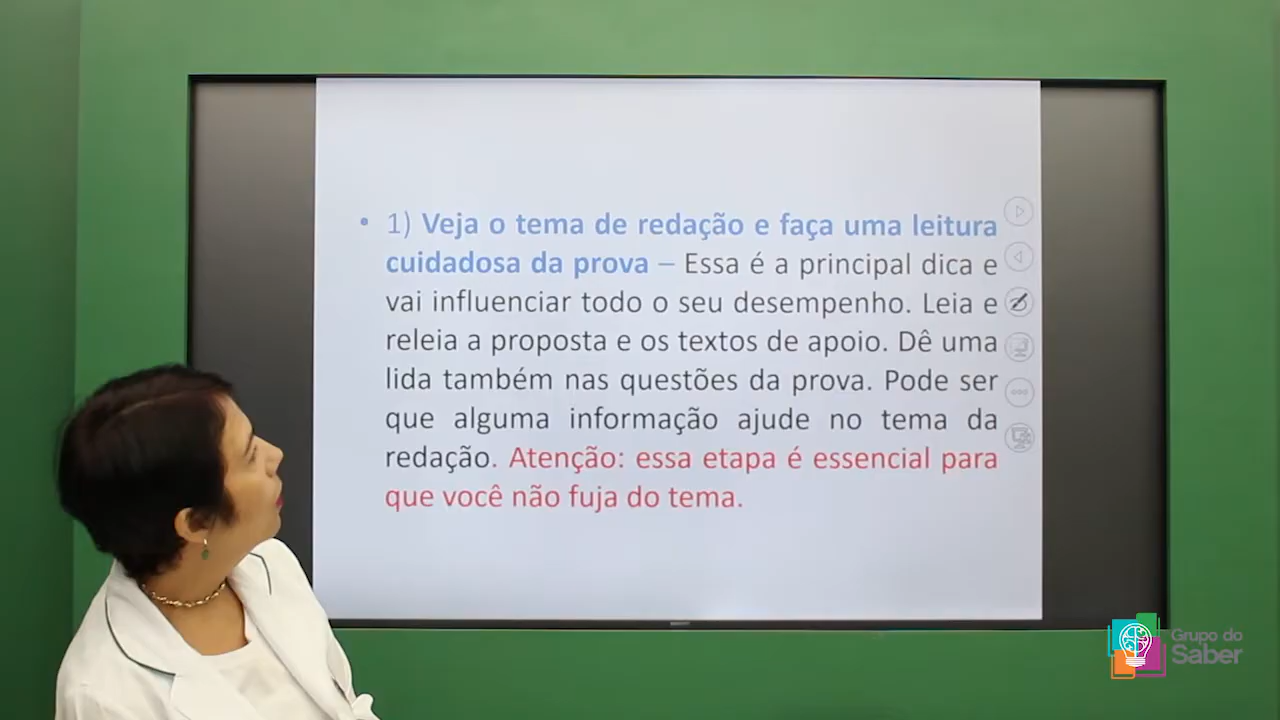 • 1) Veja o tema de redação e faça uma leitura
cuidadosa da prova – Essa é a principal dica e
vai influenciar todo o seu desempenho. Leia e
releia a proposta e os textos de apoio. Dê uma
lida também nas questões da prova. Pode ser
que alguma informação ajude no tema da
redação. Atenção: essa etapa é essencial para
que você não fuja do tema.
Grupo do
Saber